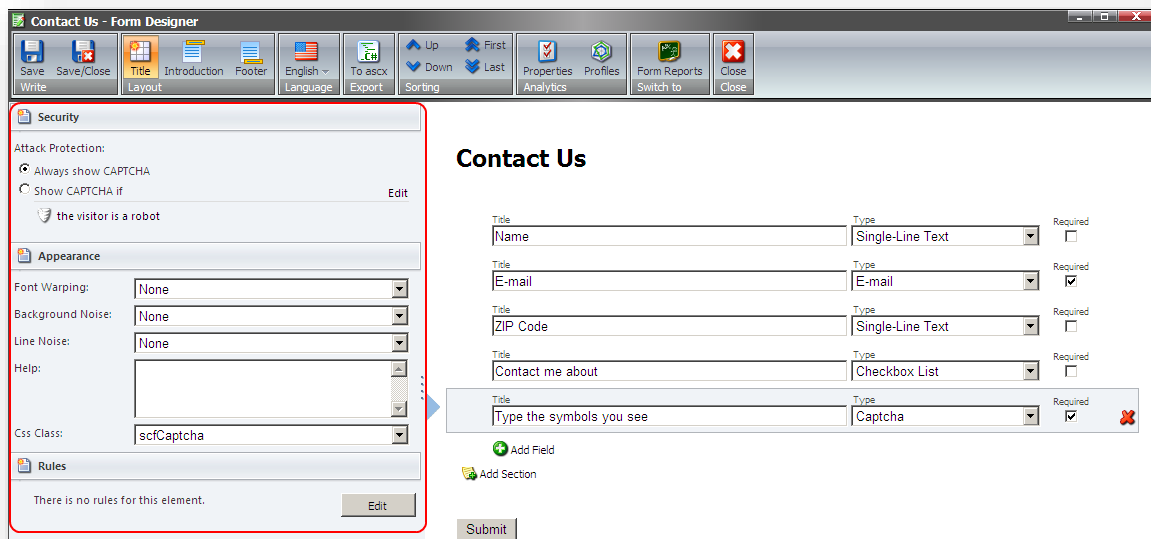 Contact Us - Form Designer
Save Save/Close Title Introduction Footer English To ascx Up First Down Last Properties Profiles Form Reports Close
Write Layout Language Export Sorting Analytics Switch to Close
Security
Attack Protection:
Always show CAPTCHA
Show CAPTCHA if Edit
the visitor is a robot
Appearance
Font Warping: None
Background Noise: None
Line Noise: None
Help:
Css Class: scfCaptcha
Rules
There is no rules for this element. Edit
Contact Us
Title Type Required
Name Single-Line Text
Title Type Required
E-mail E-mail
Title Type Required
ZIP Code Single-Line Text
Title Type Required
Contact me about Checkbox List
Title Type Required
Type the symbols you see Captcha
Add Field
Add Section
Submit